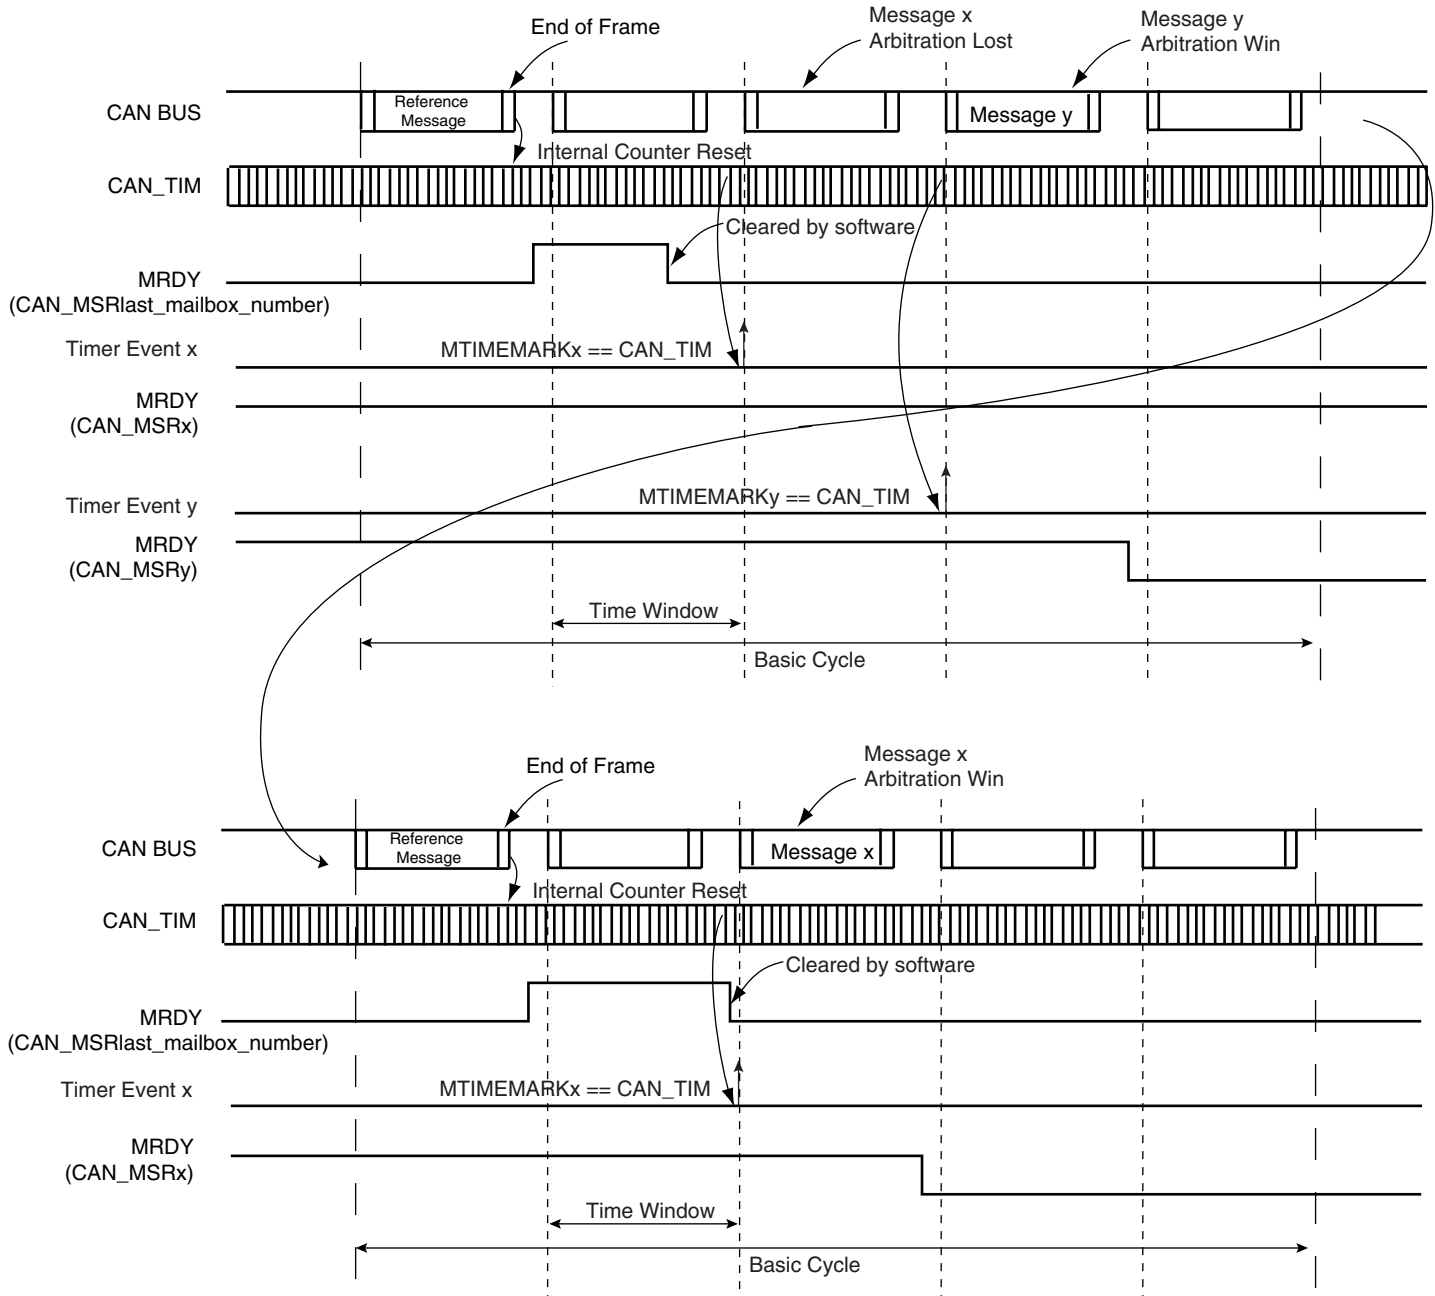 End of Frame
Message x
Arbitration Lost
Message y
Arbitration Win
CAN BUS
Reference
Message
Message y
Internal Counter Reset
CAN_TIM
Cleared by software
MRDY
(CAN_MSRlast_mailbox_number)
Timer Event x
MTIMEMARKx == CAN_TIM
MRDY
(CAN_MSRx)
Timer Event y
MTIMEMARKy == CAN_TIM
MRDY
(CAN_MSRy)
Time Window
Basic Cycle
Message x
Arbitration Win
End of Frame
CAN BUS
Reference
Message
Message x
Internal Counter Reset
CAN_TIM
Cleared by software
MRDY
(CAN_MSRlast_mailbox_number)
Timer Event x
MTIMEMARKx == CAN_TIM
MRDY
(CAN_MSRx)
Time Window
Basic Cycle